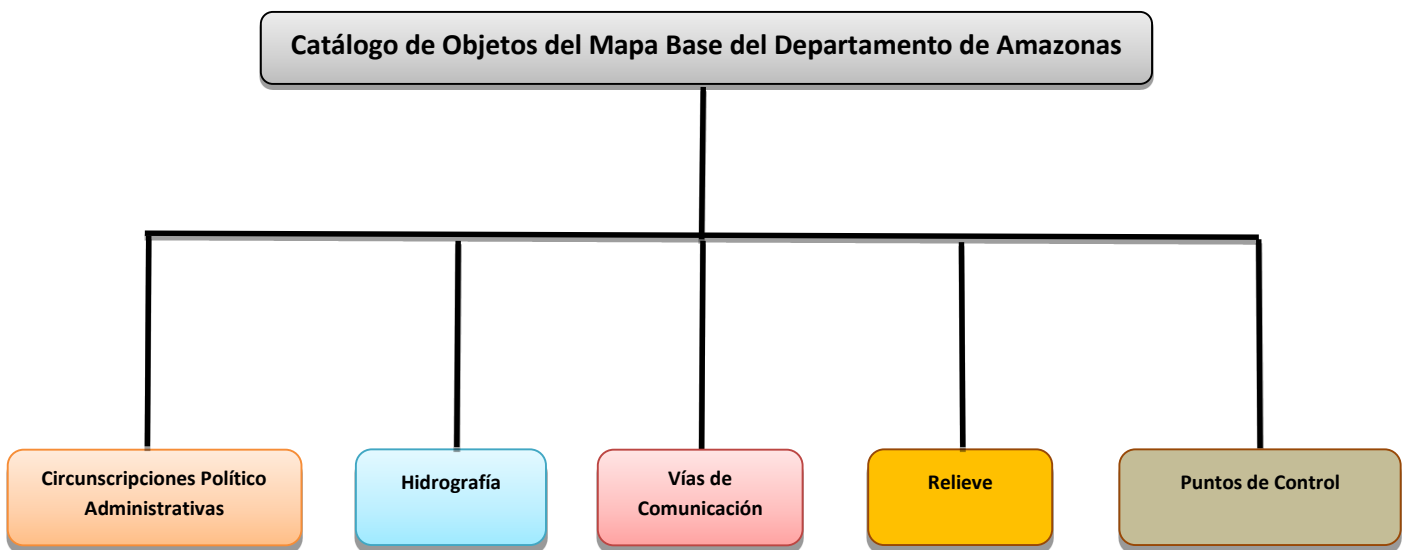 Catálogo de Objetos del Mapa Base del Departamento de Amazonas
Circunscripciones Político
Administrativas
Hidrografía
Vías de
Comunicación
Relieve
Puntos de Control